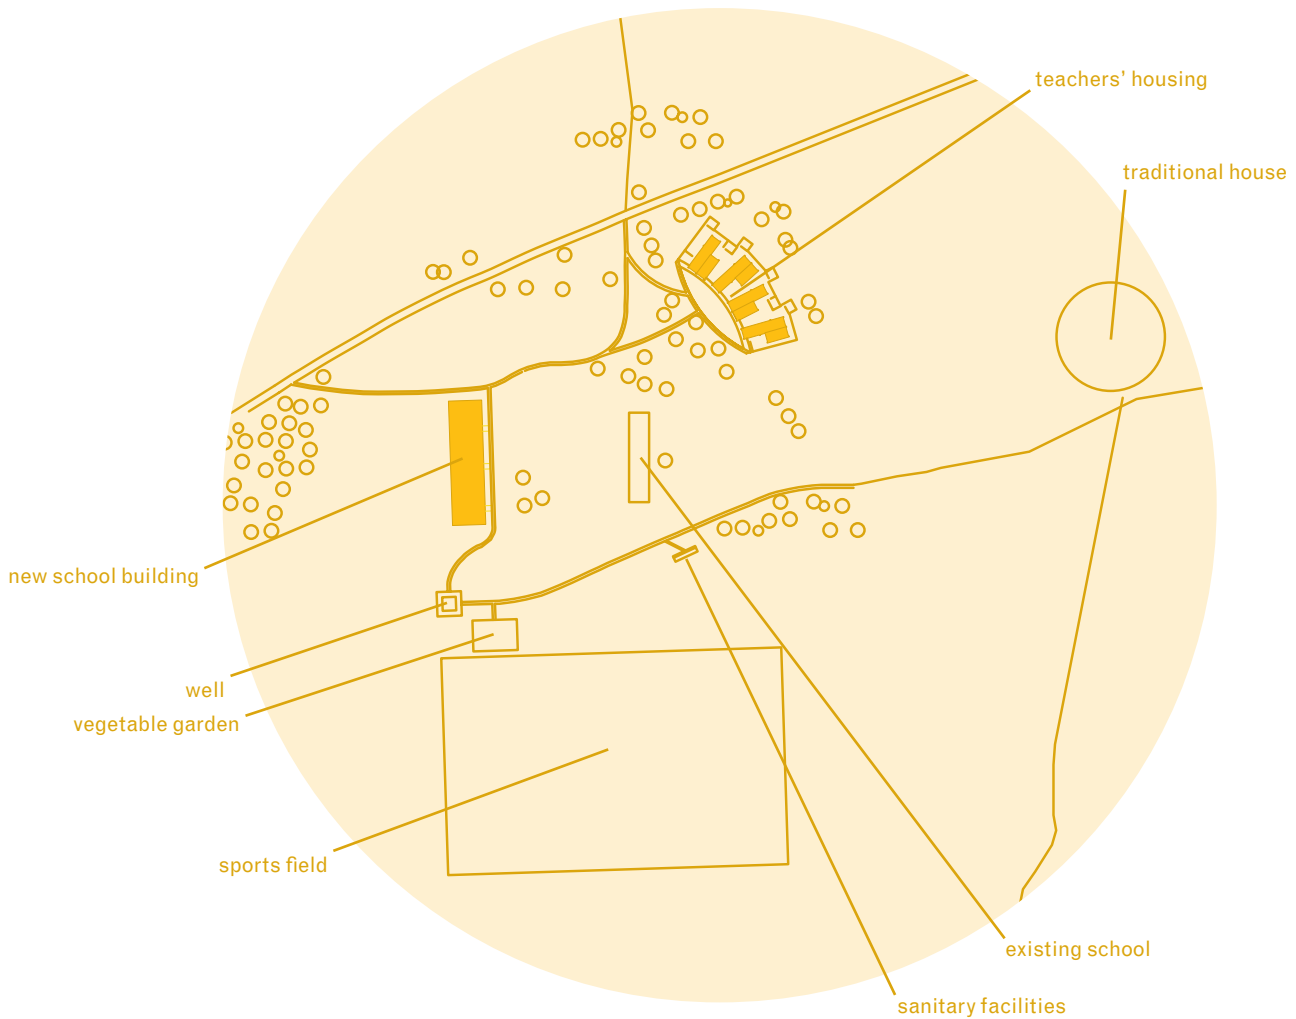 teachers' housing
traditional house
new school building
well
vegetable garden
sports field
existing school
sanitary facilities